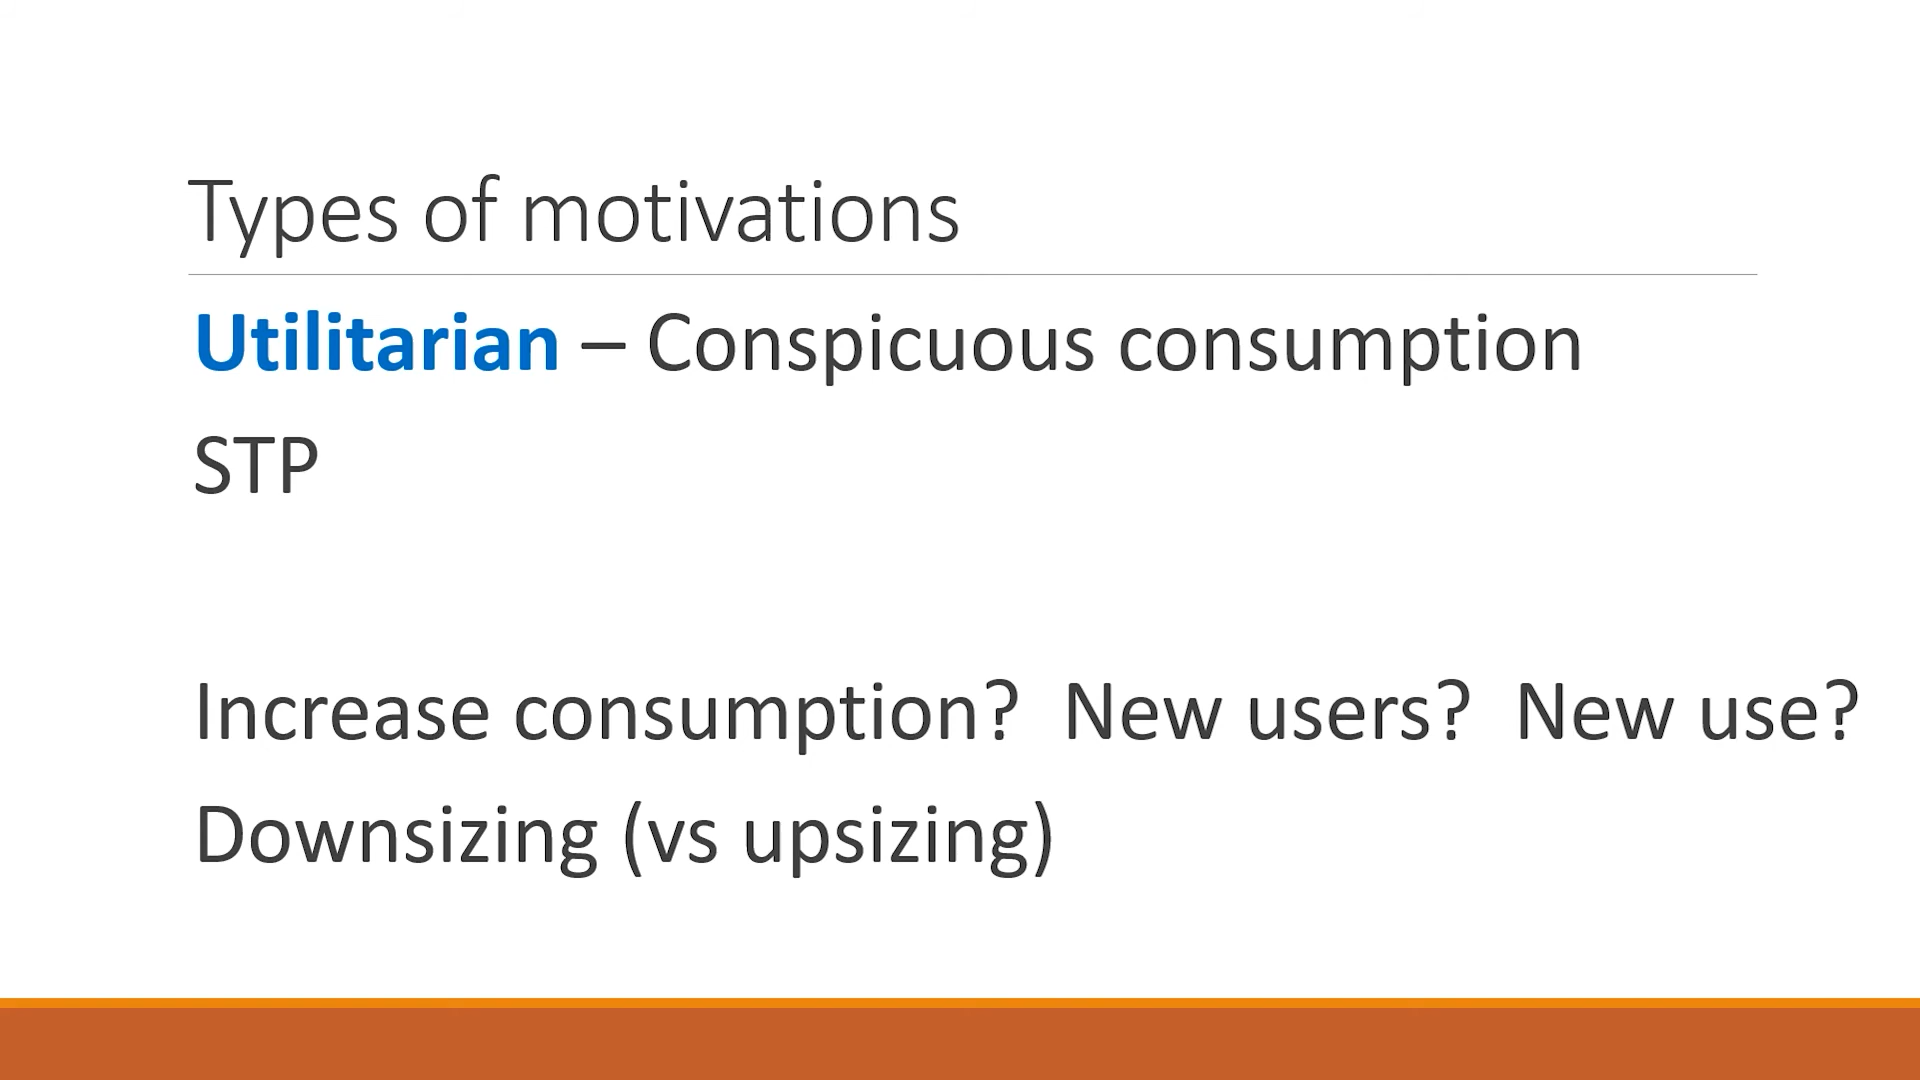 Types of motivations
Utilitarian – Conspicuous consumption
STP
Increase consumption?  New users?  New use?
Downsizing (vs upsizing)